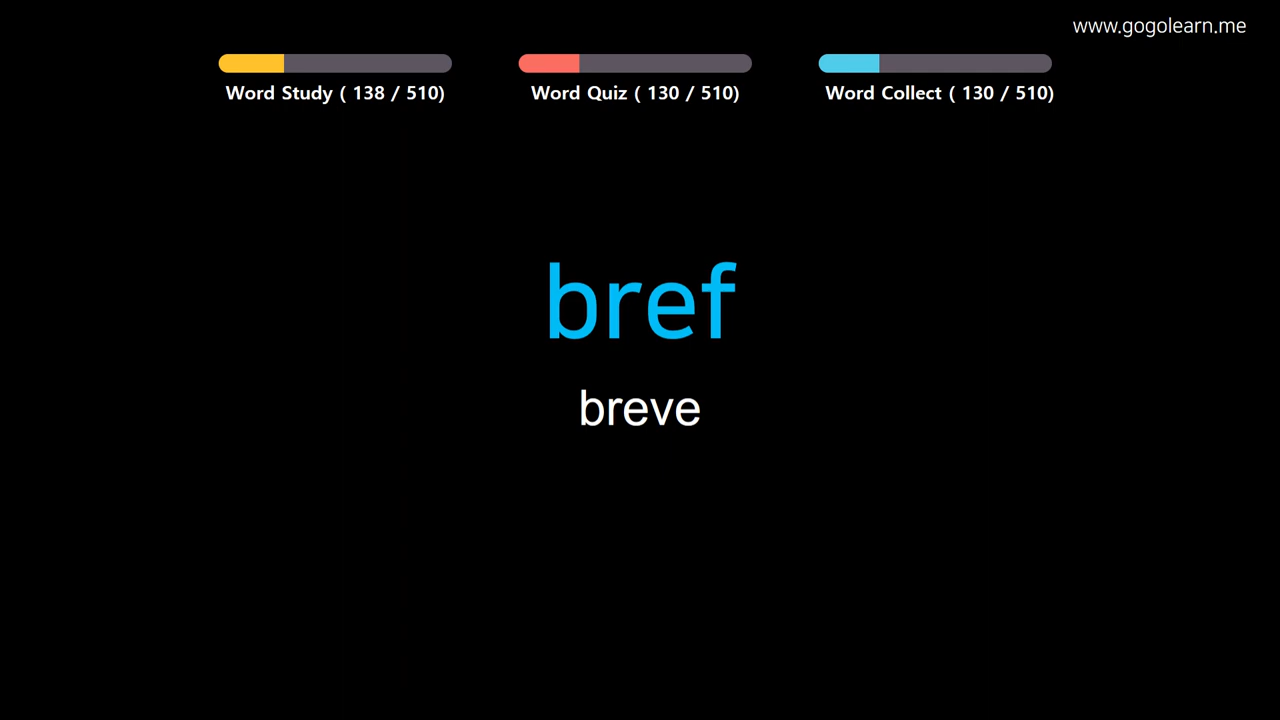 www.gogolearn.me
Word Study ( 138 / 510)
Word Quiz ( 130 / 510)
Word Collect ( 130 / 510)
bref
breve